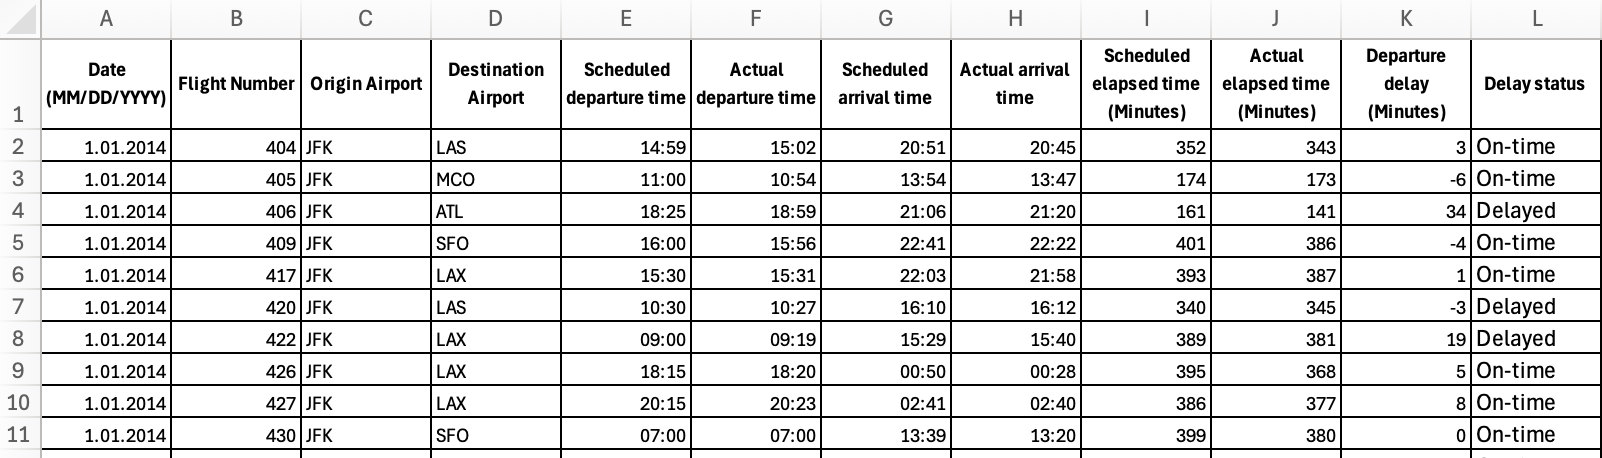 A B C D E F G H I J K L
1 Date (MM/DD/YYYY) Flight Number Origin Airport Destination Airport Scheduled departure time Actual departure time Scheduled arrival time Actual arrival time Scheduled elapsed time (Minutes) Actual elapsed time (Minutes) Departure delay (Minutes) Delay status
2 1.01.2014 404 JFK LAS 14:59 15:02 20:51 20:45 352 343 3 On-time
3 1.01.2014 405 JFK MCO 11:00 10:54 13:54 13:47 174 173 -6 On-time
4 1.01.2014 406 JFK ATL 18:25 18:59 21:06 21:20 161 141 34 Delayed
5 1.01.2014 409 JFK SFO 16:00 15:56 22:41 22:22 401 386 -4 On-time
6 1.01.2014 417 JFK LAX 15:30 15:31 22:03 21:58 393 387 1 On-time
7 1.01.2014 420 JFK LAS 10:30 10:27 16:10 16:12 340 345 -3 Delayed
8 1.01.2014 422 JFK LAX 09:00 09:19 15:29 15:40 389 381 19 Delayed
9 1.01.2014 426 JFK LAX 18:15 18:20 00:50 00:28 395 368 5 On-time
10 1.01.2014 427 JFK LAX 20:15 20:23 02:41 02:40 386 377 8 On-time
11 1.01.2014 430 JFK SFO 07:00 07:00 13:39 13:20 399 380 0 On-time